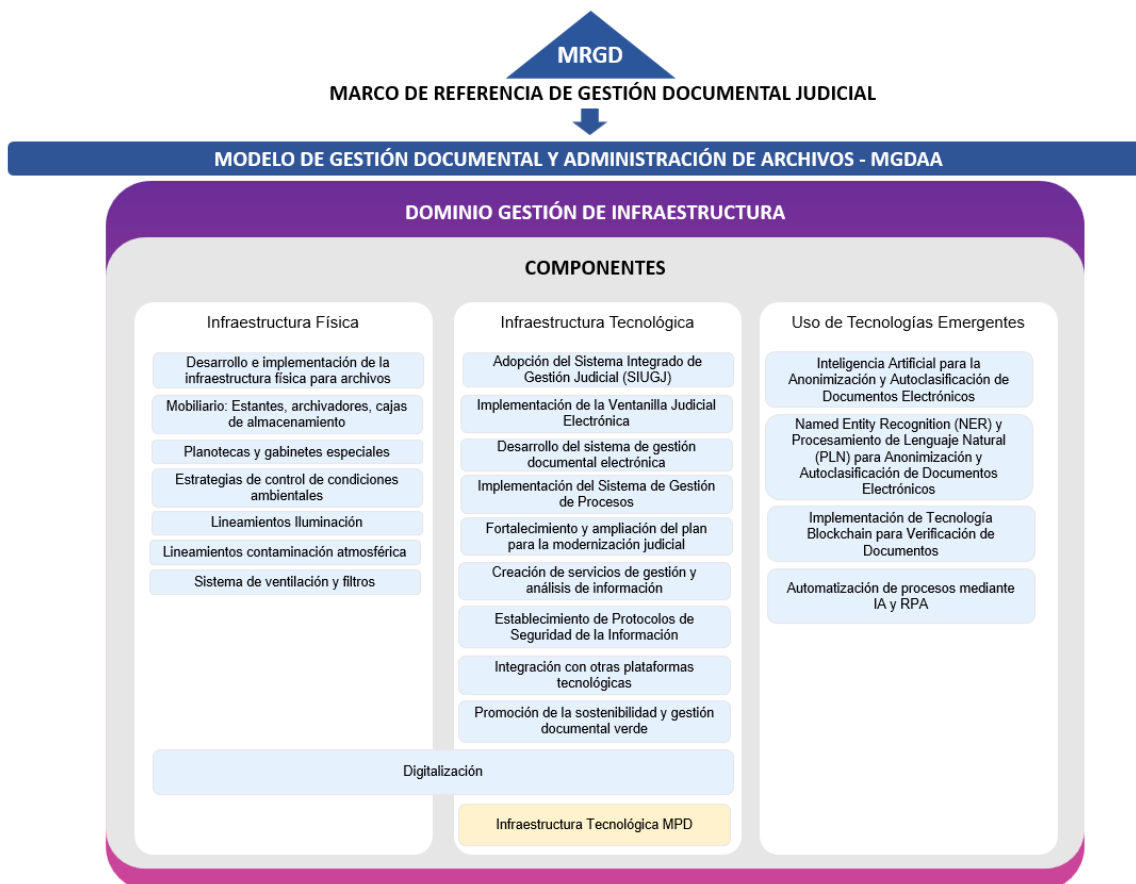 MRGD
MARCO DE REFERENCIA DE GESTIÓN DOCUMENTAL JUDICIAL
MODELO DE GESTIÓN DOCUMENTAL Y ADMINISTRACIÓN DE ARCHIVOS - MGDAA
DOMINIO GESTIÓN DE INFRAESTRUCTURA
COMPONENTES
Infraestructura Física
Desarrollo e implementación de la
infraestructura física para archivos
Mobiliario: Estantes, archivadores, cajas
de almacenamiento
Planotecas y gabinetes especiales
Estrategias de control de condiciones
ambientales
Lineamientos Iluminación
Lineamientos contaminación atmosférica
Sistema de ventilación y filtros
Infraestructura Tecnológica
Adopción del Sistema Integrado de
Gestión Judicial (SIUGJ)
Implementación de la Ventanilla Judicial
Electrónica
Desarrollo del sistema de gestión
documental electrónica
Implementación del Sistema de Gestión
de Procesos
Fortalecimiento y ampliación del plan
para la modernización judicial
Creación de servicios de gestión y
análisis de información
Establecimiento de Protocolos de
Seguridad de la Información
Integración con otras plataformas
tecnológicas
Promoción de la sostenibilidad y gestión
documental verde
Digitalización
Infraestructura Tecnológica MPD
Uso de Tecnologías Emergentes
Inteligencia Artificial para la
Anonimización y Autoclasificación de
Documentos Electrónicos
Named Entity Recognition (NER) y
Procesamiento de Lenguaje Natural
(PLN) para Anonimización y
Autoclasificación de Documentos
Electrónicos
Implementación de Tecnología
Blockchain para Verificación de
Documentos
Automatización de procesos mediante
IA y RPA